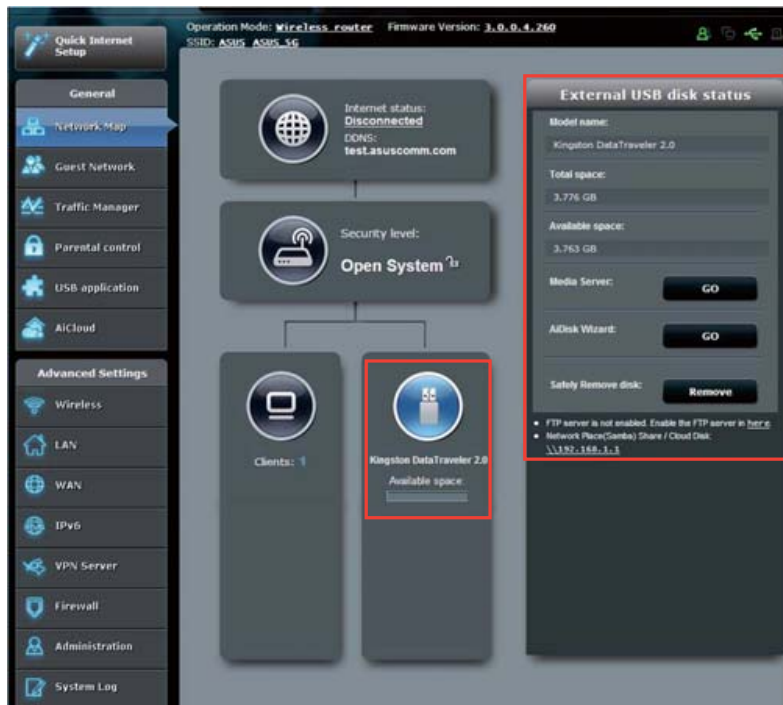 Operation Mode: Wireless router Firmware Version: 3.0.0.4.260
SSID: ASUS ASUS_5G
Quick Internet
Setup
General
Network Map
Guest Network
Traffic Manager
Parental control
USB application
AiCloud
Advanced Settings
Wireless
LAN
WAN
IPv6
VPN Server
Firewall
Administration
System Log
Internet status:
Disconnected
DDNS:
test.asuscomm.com
Security level:
Open System
Clients: 1
Kingston DataTraveler 2.0
Available space:
External USB disk status
Model name:
Kingston DataTraveler 2.0
Total space:
3.776 GB
Available space:
3.763 GB
Media Server:
GO
AiDisk Wizard:
GO
Safely Remove disk:
Remove
• FTP server is not enabled. Enable the FTP server in here
• Network Place(Samba) Share / Cloud Disk:
\\192.168.1.1